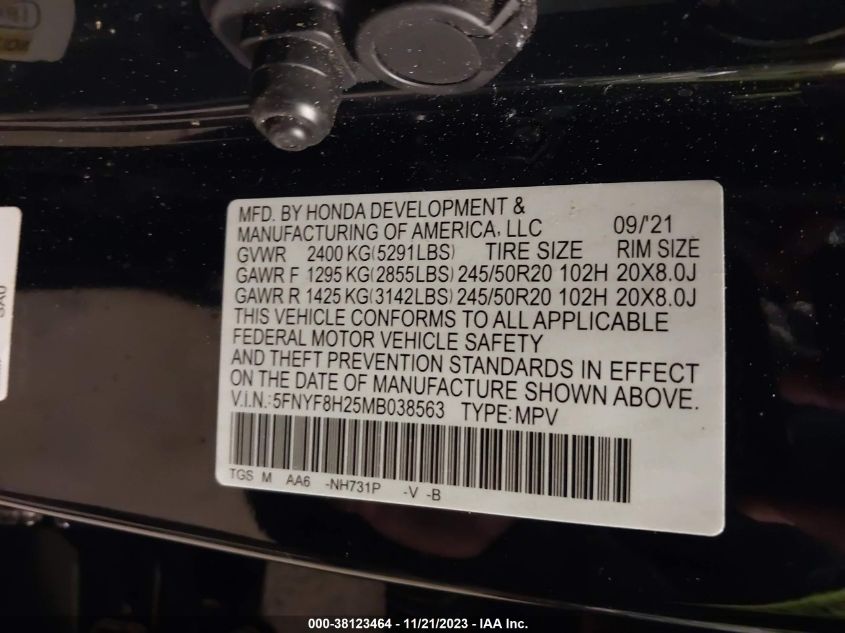 MFD. BY HONDA DEVELOPMENT &
MANUFACTURING OF AMERICA, LLC 09/'21
GVWR 2400 KG(5291LBS) TIRE SIZE RIM SIZE
GAWR F 1295 KG(2855LBS) 245/50R20 102H 20X8.0J
GAWR R 1425 KG(3142LBS) 245/50R20 102H 20X8.0J
THIS VEHICLE CONFORMS TO ALL APPLICABLE
FEDERAL MOTOR VEHICLE SAFETY
AND THEFT PREVENTION STANDARDS IN EFFECT
ON THE DATE OF MANUFACTURE SHOWN ABOVE.
V.I.N.:5FNYF8H25MB038563 TYPE:MPV
TGS M AA6 -NH731P -V -B
000-38123464 - 11/21/2023 - IAA Inc.